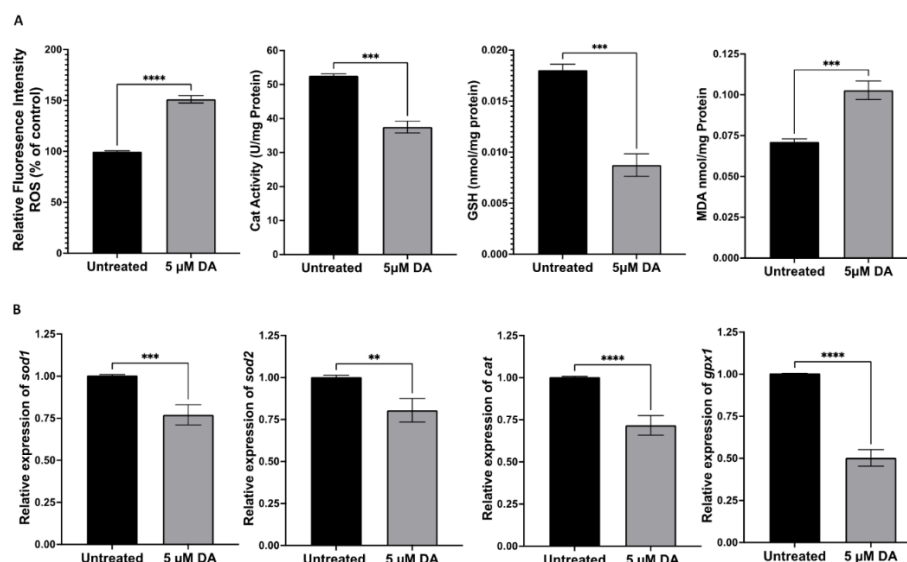 A
Relative Fluoresence Intensity
ROS (% of control)
200
150
100
50
0
****
Untreated 5 µM DA
Cat Activity (U/mg Protein)
60
50
40
30
20
10
0
***
Untreated 5µM DA
GSH (nmol/mg protein)
0.020
0.015
0.010
0.005
0.000
***
Untreated 5µM DA
MDA nmol/mg Protein
0.125
0.100
0.075
0.050
0.025
0.000
***
Untreated 5µM DA
B
Relative expression of sod1
1.25
1.00
0.75
0.50
0.25
0.00
***
Untreated 5 µM DA
Relative expression of sod2
1.25
1.00
0.75
0.50
0.25
0.00
**
Untreated 5 µM DA
Relative expression of cat
1.25
1.00
0.75
0.50
0.25
0.00
****
Untreated 5 µM DA
Relative expression of gpx1
1.25
1.00
0.75
0.50
0.25
0.00
****
Untreated 5 µM DA